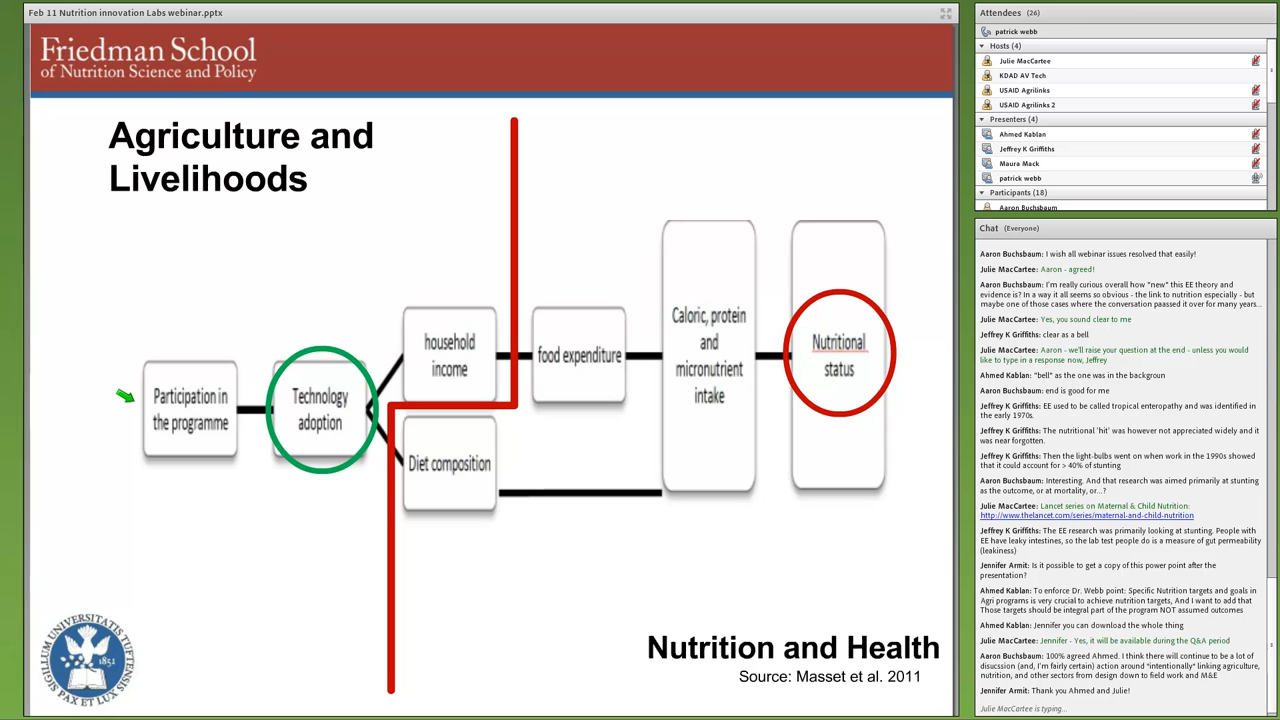 Feb 11 Nutrition innovation Labs webinar.pptx
Friedman School
of Nutrition Science and Policy
Agriculture and
Livelihoods
Participation in
the programme
Technology
adoption
household
income
Diet composition
food expenditure
Caloric, protein
and
micronutrient
intake
Nutritional
status
1852
Nutrition and Health
Source: Masset et al. 2011
Attendees (26)
patrick webb
Hosts (4)
Julie MacCartee
KDAD AV Tech
USAID Agrilinks
USAID Agrilinks 2
Presenters (4)
Ahmed Kablan
Jeffrey K Griffiths
Maura Mack
patrick webb
Participants (18)
Aaron Buchsbaum
Chat (Everyone)
Aaron Buchsbaum: I wish all webinar issues resolved that easily!
Julie MacCartee: Aaron - agreed!
Aaron Buchsbaum: I'm really curious overall how "new" this EE theory and
evidence is? In a way it all seems so obvious - the link to nutrition especially - but
maybe one of those cases where the conversation passed it over for many years...
Julie MacCartee: Yes, you sound clear to me
Jeffrey K Griffiths: clear as a bell
Julie MacCartee: Aaron - we'll raise your question at the end - unless you would
like to type in a response now, Jeffrey
Ahmed Kablan: "bell" as the one was in the backgroun
Aaron Buchsbaum: end is good for me
Jeffrey K Griffiths: EE used to be called tropical enteropathy and was identified in
the early 1970s.
Jeffrey K Griffiths: The nutritional 'hit' was however not appreciated widely and it
was near forgotten.
Jeffrey K Griffiths: Then the light-bulbs went on when work in the 1990s showed
that it could account for > 40% of stunting
Aaron Buchsbaum: Interesting. And that research was aimed primarily at stunting
as the outcome, or at mortality, or...?
Julie MacCartee: Lancet series on Maternal & Child Nutrition:
http://www.thelancet.com/series/maternal-and-child-nutrition
Jeffrey K Griffiths: The EE research was primarily looking at stunting. People with
EE have leaky intestines, so the lab test people do is a measure of gut permeability
(leakiness)
Jennifer Armit: Is it possible to get a copy of this power point after the
presentation?
Ahmed Kablan: To enforce Dr. Webb point: Specific Nutrition targets and goals in
Agri programs is very crucial to achieve nutrition targets, And I want to add that
Those targets should be integral part of the program NOT assumed outcomes
Ahmed Kablan: Jennifer you can download the whole thing
Julie MacCartee: Jennifer - Yes, it will be available during the Q&A period
Aaron Buchsbaum: 100% agreed Ahmed. I think there will continue to be a lot of
disucssion (and, I'm fairly certain) action around "intentionally" linking agriculture,
nutrition, and other sectors from design down to field work and M&E
Jennifer Armit: Thank you Ahmed and Julie!
Julie MacCartee is typing...